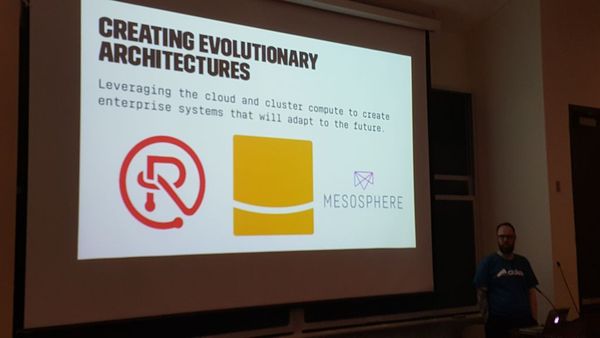 CREATING EVOLUTIONARY
ARCHITECTURES
Leveraging the cloud and cluster compute to create
enterprise systems that will adapt to the future.
R
MESOSPHERE